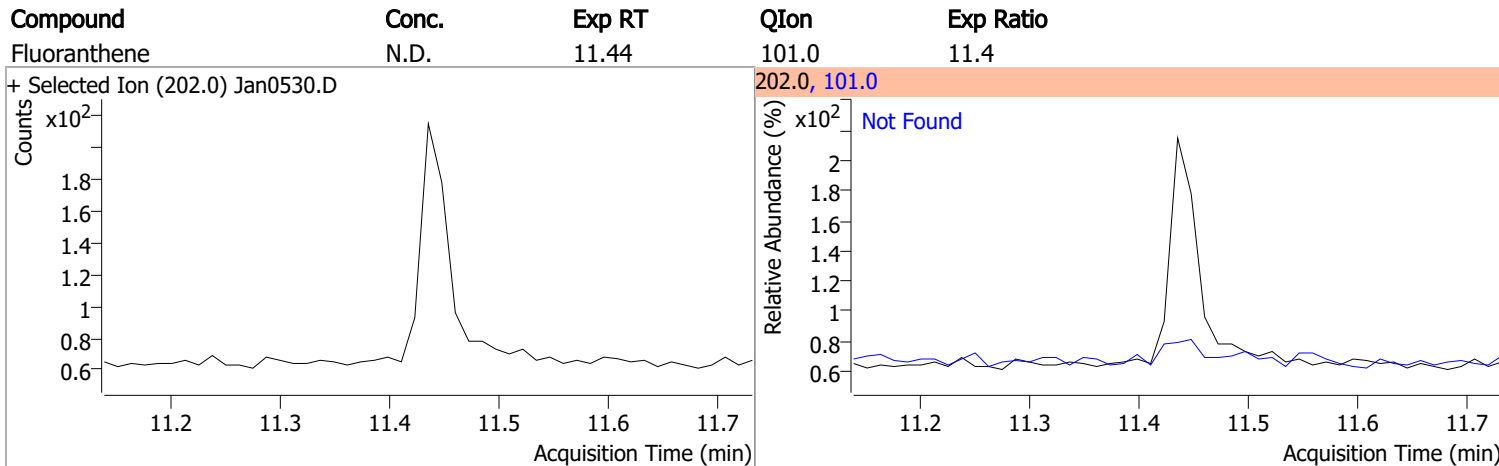 Compound Conc. Exp RT QIon Exp Ratio
Fluoranthene N.D. 11.44 101.0 11.4
+ Selected Ion (202.0) Jan0530.D
Counts
x10²
1.8
1.6
1.4
1.2
1
0.8
0.6
11.2 11.3 11.4 11.5 11.6 11.7
Acquisition Time (min)
202.0, 101.0
Relative Abundance (%)
x10²
Not Found
2
1.8
1.6
1.4
1.2
1
0.8
0.6
11.2 11.3 11.4 11.5 11.6 11.7
Acquisition Time (min)